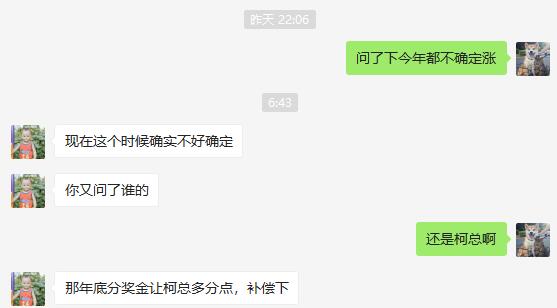 昨天 22:06
问了下今年都不确定涨
6:43
现在这个时候确实不好确定
你又问了谁的
还是柯总啊
那年底分奖金让柯总多分点，补偿下